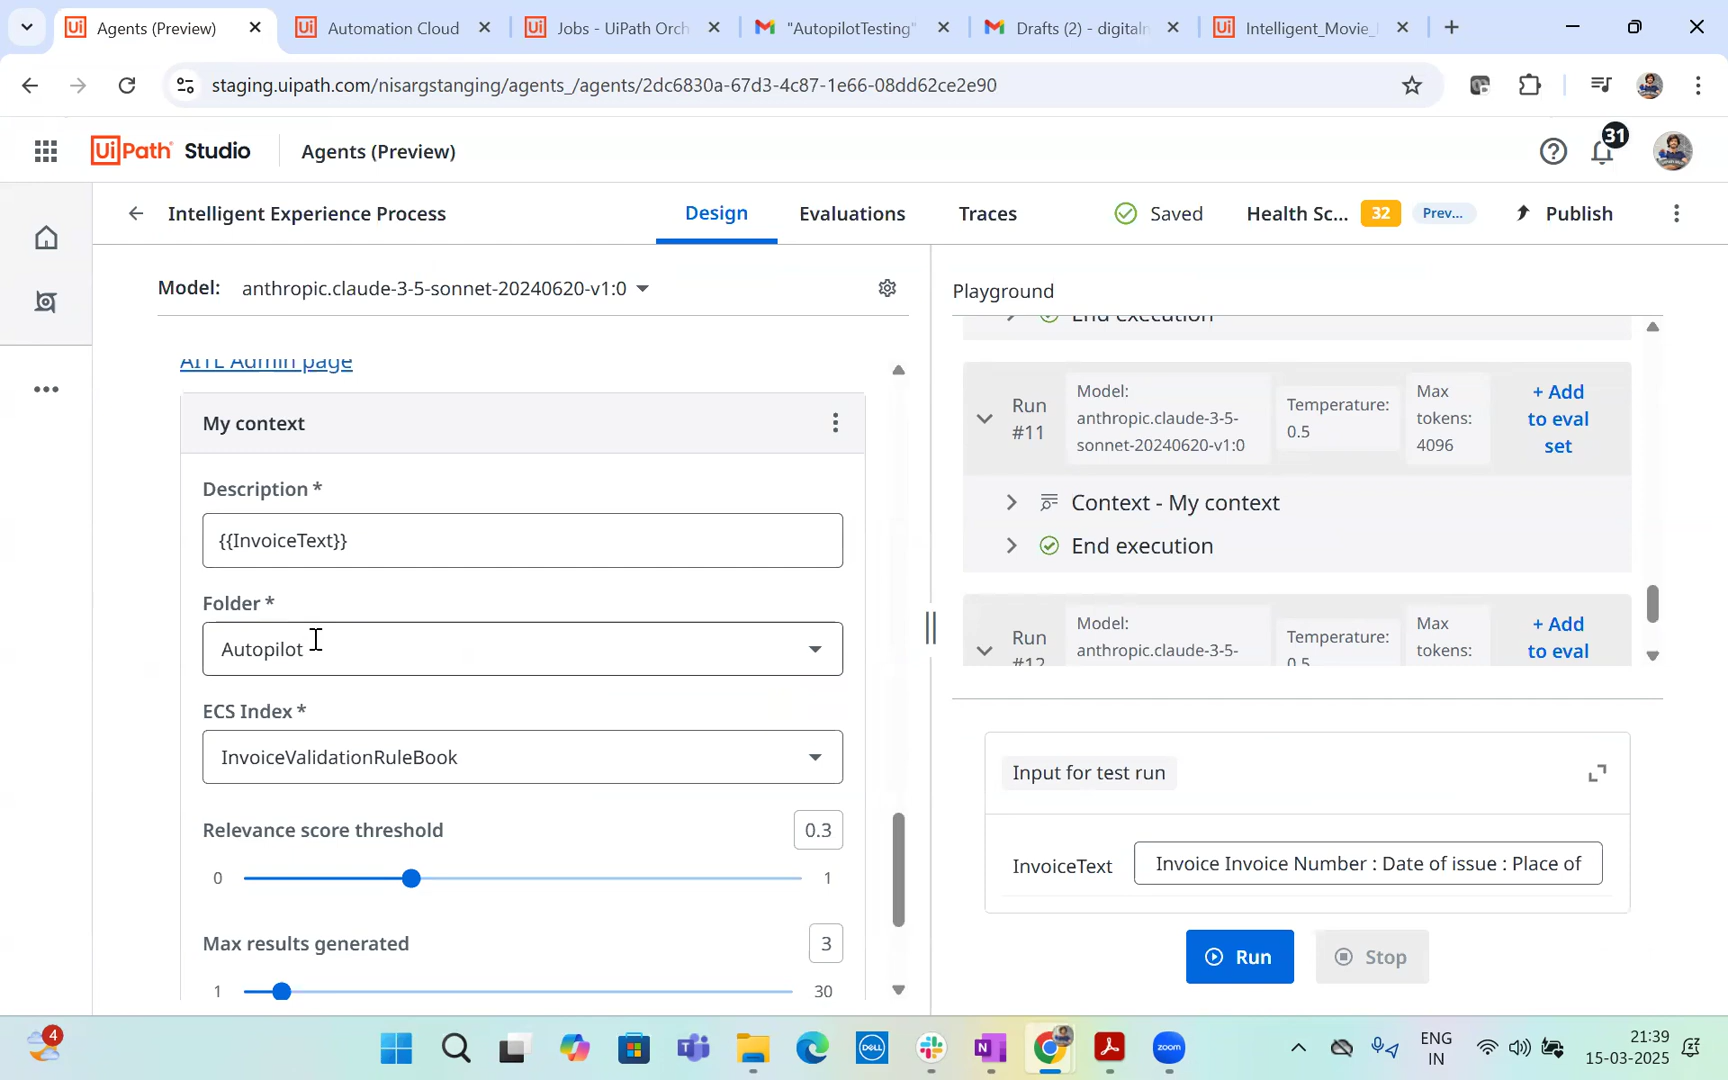 Agents (Preview)
Automation Cloud
Jobs - UiPath Orch
"AutopilotTesting"
Drafts (2) - digitaln
Intelligent_Movie_
staging.uipath.com/nisargstanging/agents_/agents/2dc6830a-67d3-4c87-1e66-08dd62ce2e90
UiPath Studio
Agents (Preview)
31
Intelligent Experience Process
Design
Evaluations
Traces
Saved
Health Sc...
32
Prev...
Publish
Model: anthropic.claude-3-5-sonnet-20240620-v1:0
AITL Admin page
My context
Description *
{{InvoiceText}}
Folder *
Autopilot
ECS Index *
InvoiceValidationRuleBook
Relevance score threshold
0.3
0
1
Max results generated
3
1
30
Playground
End execution
Run #11
Model: anthropic.claude-3-5-sonnet-20240620-v1:0
Temperature: 0.5
Max tokens: 4096
+ Add to eval set
Context - My context
End execution
Run #12
Model: anthropic.claude-3-5-
Temperature: 0.5
Max tokens:
+ Add to eval
Input for test run
InvoiceText
Invoice Invoice Number : Date of issue : Place of
Run
Stop
4
DELL
zoom
ENG
IN
21:39
15-03-2025